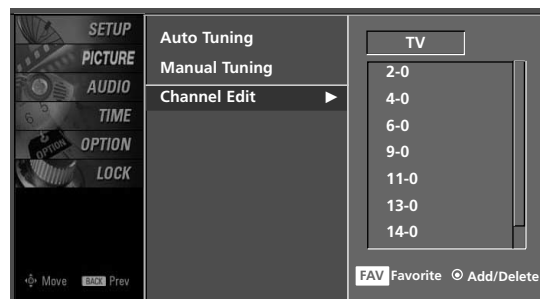 SETUP
PICTURE
AUDIO
TIME
OPTION
LOCK
Move BACK Prev
Auto Tuning
Manual Tuning
Channel Edit ▶
TV
2-0
4-0
6-0
9-0
11-0
13-0
14-0
FAV Favorite ⊙ Add/Delete